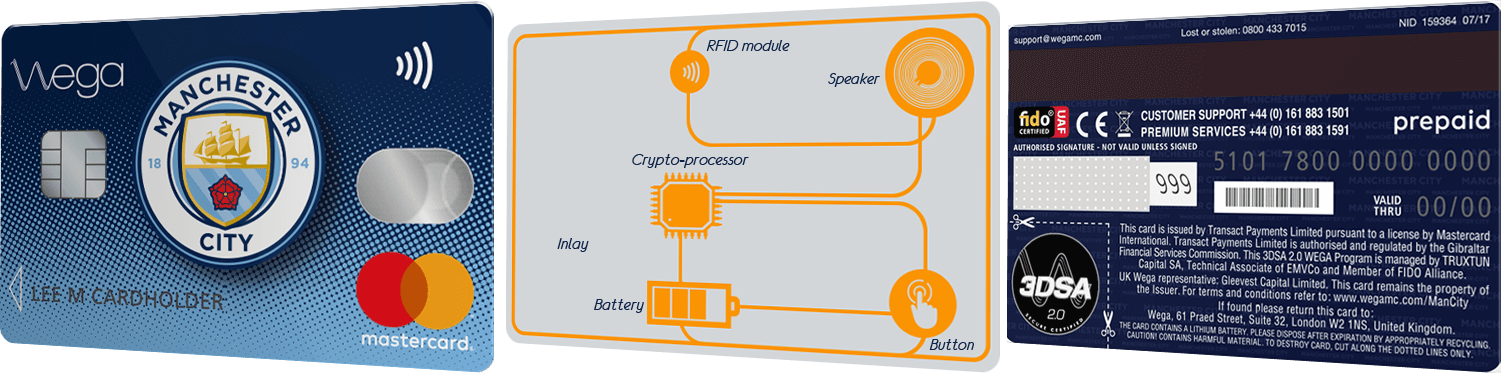 Wega
MANCHESTER
18 94
CITY
LEE M CARDHOLDER
mastercard.
RFID module
Speaker
Crypto-processor
Inlay
Battery
Button
NID 159364 07/17
support@wegamc.com
Lost or stolen: 0800 433 7015
fido
CERTIFIED
UAF
CE
CUSTOMER SUPPORT +44 (0) 161 883 1501
PREMIUM SERVICES +44 (0) 161 883 1591
prepaid
AUTHORISED SIGNATURE - NOT VALID UNLESS SIGNED
999
5101 7800 0000 0000
VALID
THRU
00/00
3DSA
2.0
SECURE CERTIFIED
This card is issued by Transact Payments Limited pursuant to a license by Mastercard
International. Transact Payments Limited is authorised and regulated by the Gibraltar
Financial Services Commission. This 3DSA 2.0 WEGA Program is managed by TRUXTUN
Capital SA, Technical Associate of EMVCo and Member of FIDO Alliance.
UK Wega representative: Gleevest Capital Limited. This card remains the property of
the Issuer. For terms and conditions refer to: www.wegamc.com/ManCity
If found please return this card to:
Wega, 61 Praed Street, Suite 32, London W2 1NS, United Kingdom.
THE CARD CONTAINS A LITHIUM BATTERY. PLEASE DISPOSE AFTER EXPIRATION BY APPROPRIATELY RECYCLING.
CAUTION! CONTAINS HARMFUL MATERIAL. TO DESTROY CARD, CUT ALONG THE DOTTED LINES ONLY.